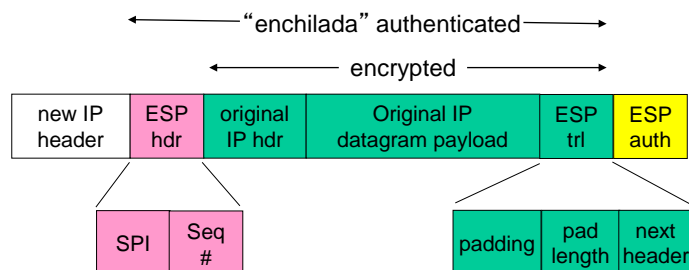 “enchilada” authenticated
encrypted
new IP
header
ESP
hdr
original
IP hdr
Original IP
datagram payload
ESP
trl
ESP
auth
SPI
Seq
#
padding
pad
length
next
header